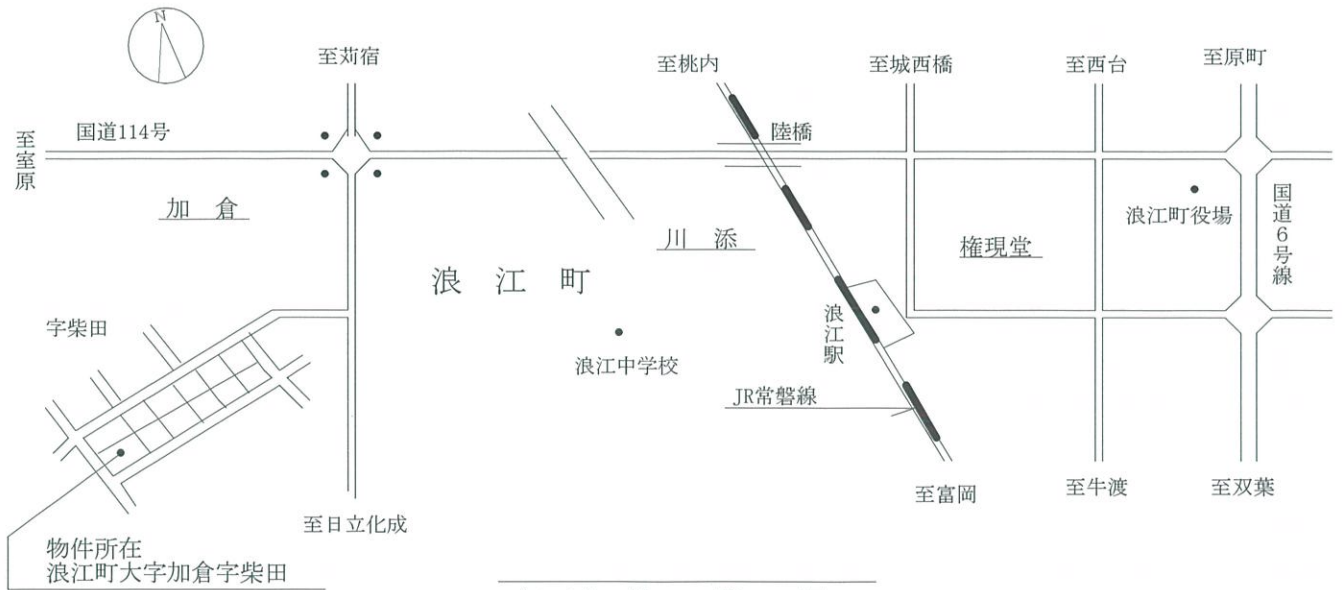 N
至苅宿
至桃内
至城西橋
至西台
至原町
国道114号
陸橋
至室原
加倉
川添
権現堂
浪江町役場
国道6号線
浪江町
字柴田
浪江駅
浪江中学校
JR常磐線
至富岡
至牛渡
至双葉
至日立化成
物件所在
浪江町大字加倉字柴田